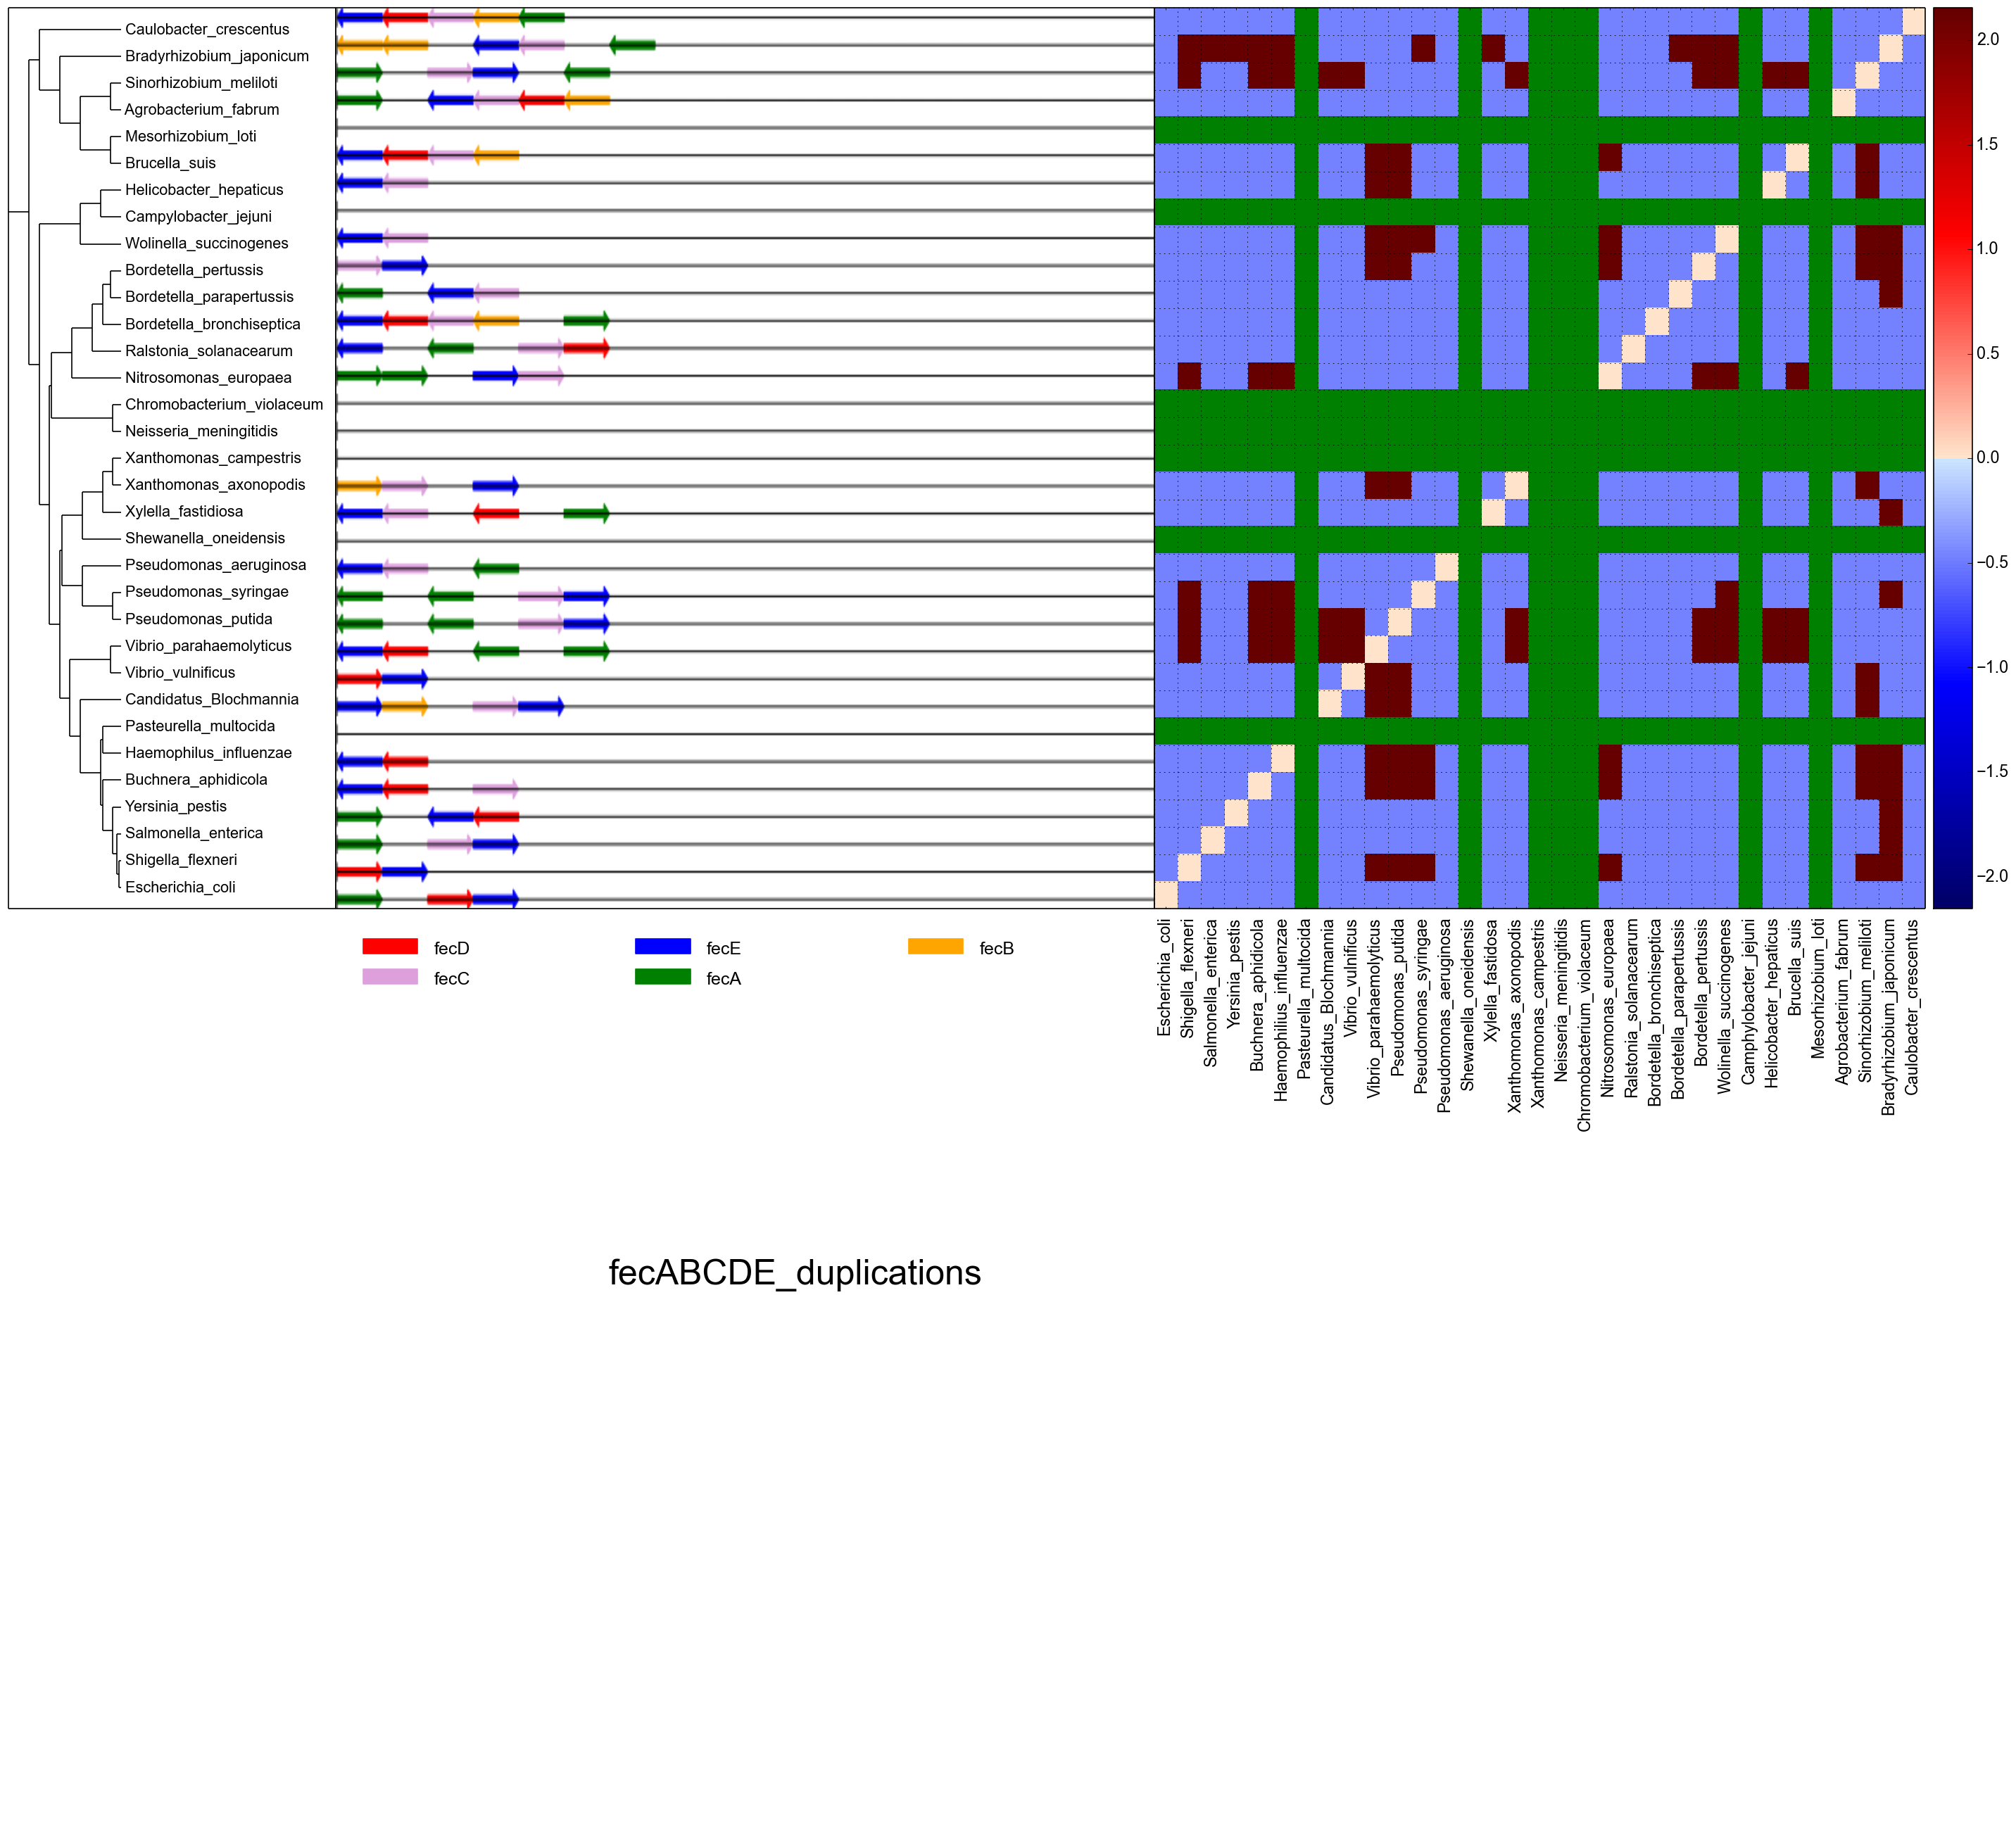 Caulobacter_crescentus
Bradyrhizobium_japonicum
Sinorhizobium_meliloti
Agrobacterium_fabrum
Mesorhizobium_loti
Brucella_suis
Helicobacter_hepaticus
Campylobacter_jejuni
Wolinella_succinogenes
Bordetella_pertussis
Bordetella_parapertussis
Bordetella_bronchiseptica
Ralstonia_solanacearum
Nitrosomonas_europaea
Chromobacterium_violaceum
Neisseria_meningitidis
Xanthomonas_campestris
Xanthomonas_axonopodis
Xylella_fastidiosa
Shewanella_oneidensis
Pseudomonas_aeruginosa
Pseudomonas_syringae
Pseudomonas_putida
Vibrio_parahaemolyticus
Vibrio_vulnificus
Candidatus_Blochmannia
Pasteurella_multocida
Haemophilus_influenzae
Buchnera_aphidicola
Yersinia_pestis
Salmonella_enterica
Shigella_flexneri
Escherichia_coli
2.0
1.5
1.0
0.5
0.0
−0.5
−1.0
−1.5
−2.0
Escherichia_coli
Shigella_flexneri
Salmonella_enterica
Yersinia_pestis
Buchnera_aphidicola
Haemophilus_influenzae
Pasteurella_multocida
Candidatus_Blochmannia
Vibrio_vulnificus
Vibrio_parahaemolyticus
Pseudomonas_putida
Pseudomonas_syringae
Pseudomonas_aeruginosa
Shewanella_oneidensis
Xylella_fastidiosa
Xanthomonas_axonopodis
Xanthomonas_campestris
Neisseria_meningitidis
Chromobacterium_violaceum
Nitrosomonas_europaea
Ralstonia_solanacearum
Bordetella_bronchiseptica
Bordetella_parapertussis
Bordetella_pertussis
Wolinella_succinogenes
Camphylobacter_jejuni
Helicobacter_hepaticus
Brucella_suis
Mesorhizobium_loti
Agrobacterium_fabrum
Sinorhizobium_meliloti
Bradyrhizobium_japonicum
Caulobacter_crescentus
fecD fecE fecB
fecC fecA
fecABCDE_duplications